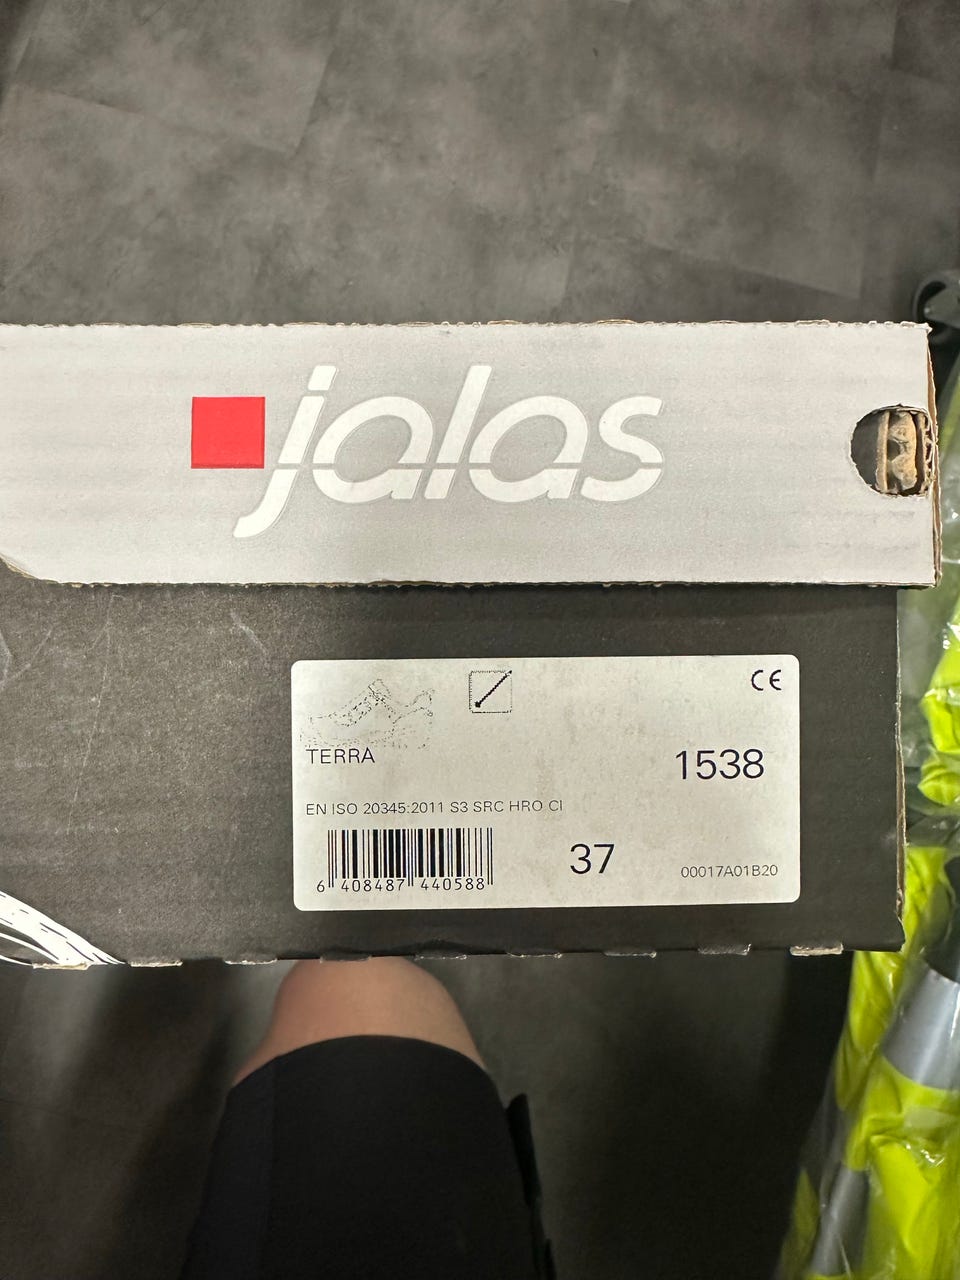 jalas
CE
TERRA
1538
EN ISO 20345:2011 S3 SRC HRO CI
37
6 408487 440588
00017A01B20